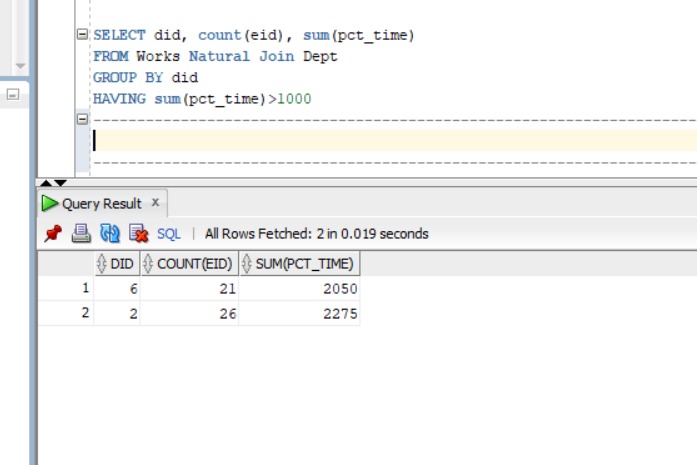 SELECT did, count(eid), sum(pct_time)
FROM Works Natural Join Dept
GROUP BY did
HAVING sum(pct_time)>1000
Query Result x
SQL | All Rows Fetched: 2 in 0.019 seconds
DID COUNT(EID) SUM(PCT_TIME)
1 6 21 2050
2 2 26 2275